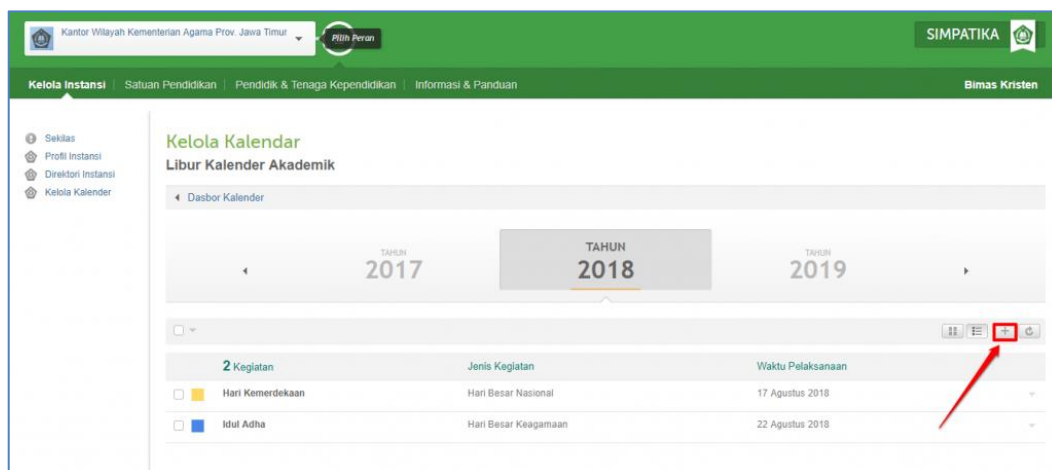 Kantor Wilayah Kementerian Agama Prov. Jawa Timur
Pilih Peran
SIMPATIKA
Kelola Instansi | Satuan Pendidikan | Pendidik & Tenaga Kependidikan | Informasi & Panduan
Bimas Kristen
Sekilas
Profil Instansi
Direktori Instansi
Kelola Kalender
Kelola Kalendar
Libur Kalender Akademik
Dasbor Kalender
TAHUN
2017
TAHUN
2018
TAHUN
2019
2 Kegiatan Jenis Kegiatan Waktu Pelaksanaan
Hari Kemerdekaan Hari Besar Nasional 17 Agustus 2018
Idul Adha Hari Besar Keagamaan 22 Agustus 2018